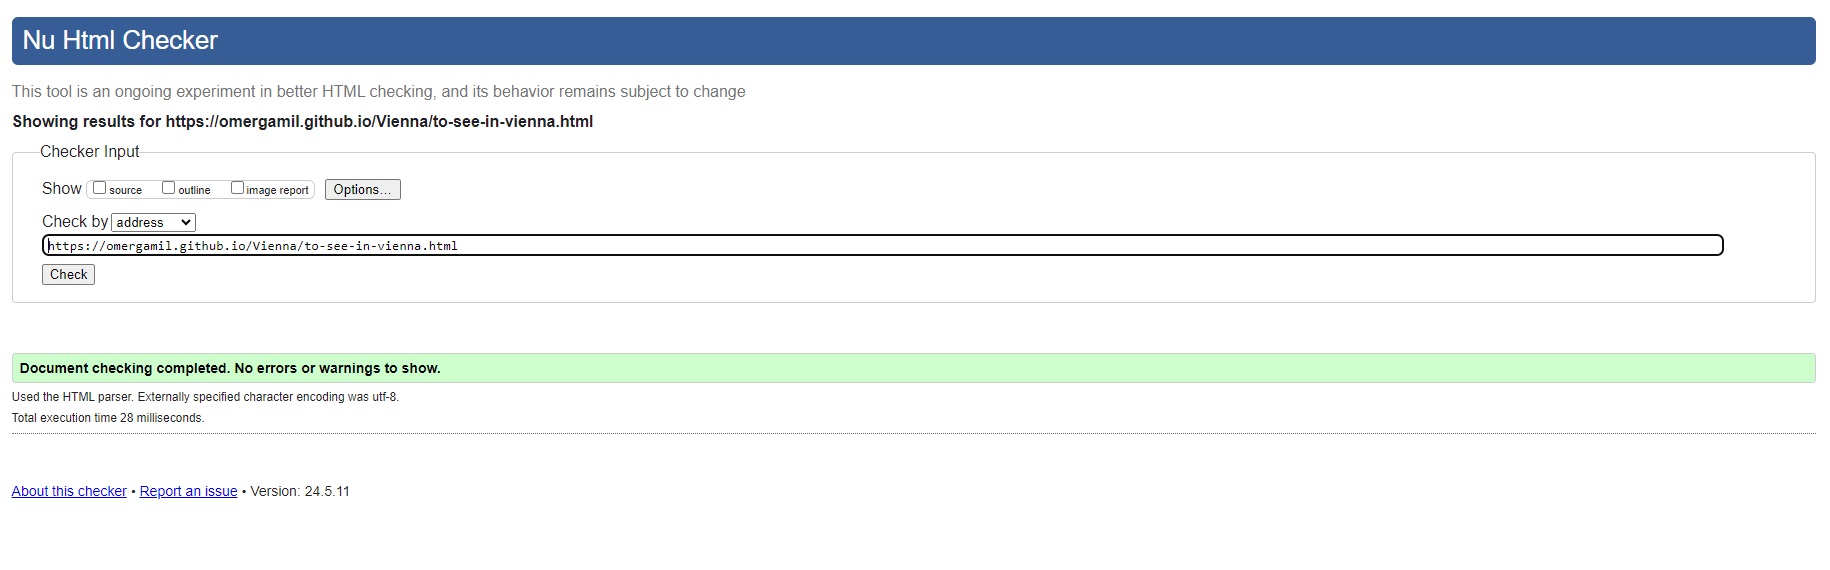 Nu Html Checker
This tool is an ongoing experiment in better HTML checking, and its behavior remains subject to change
Showing results for https://omergamil.github.io/Vienna/to-see-in-vienna.html
Checker Input
Show source outline image report Options...
Check by address
https://omergamil.github.io/Vienna/to-see-in-vienna.html
Check
Document checking completed. No errors or warnings to show.
Used the HTML parser. Externally specified character encoding was utf-8.
Total execution time 28 milliseconds.
About this checker • Report an issue • Version: 24.5.11